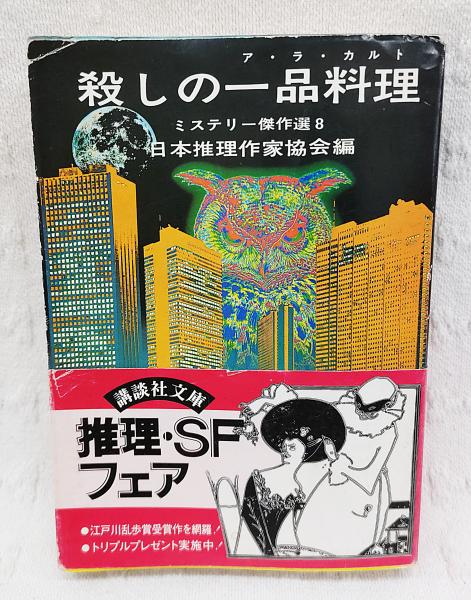 ア・ラ・カルト
殺しの一品料理
ミステリー傑作選8
日本推理作家協会編
講談社文庫
推理・SF
フェア
●江戸川乱歩賞受賞作を網羅!
●トリプルプレゼント実施中!